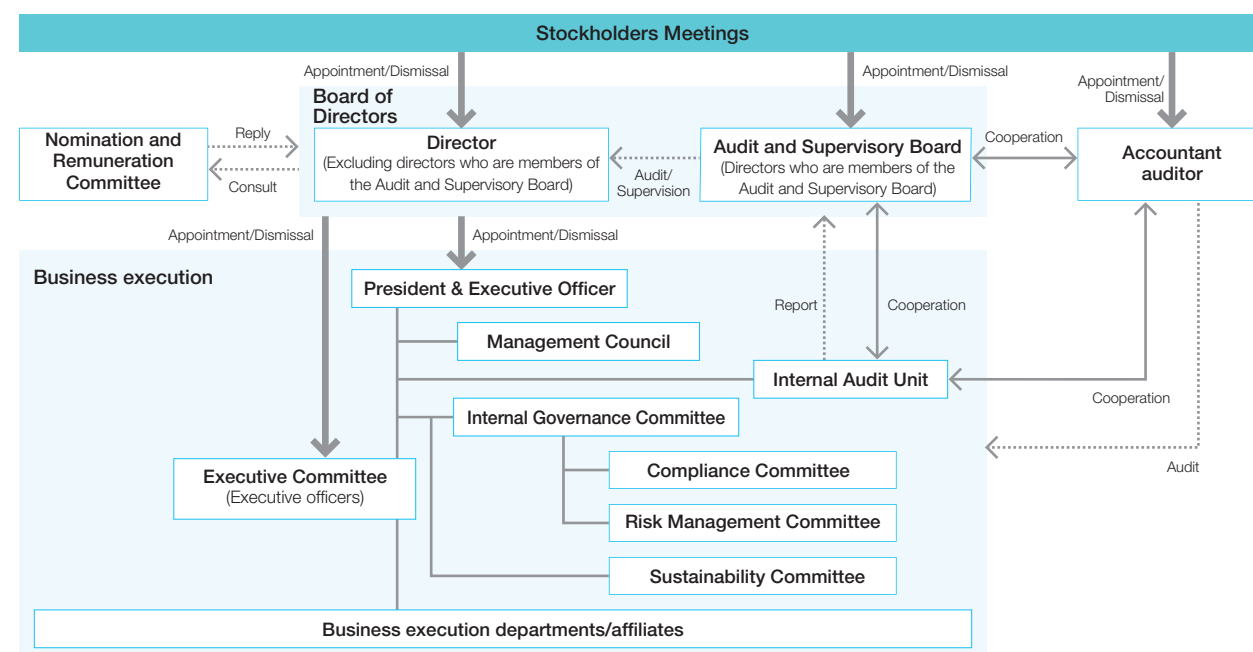 Stockholders Meetings
Appointment/Dismissal
Appointment/Dismissal
Appointment/
Dismissal
Board of
Directors
Nomination and
Remuneration
Committee
Reply
Consult
Director
(Excluding directors who are members of
the Audit and Supervisory Board)
Audit/
Supervision
Audit and Supervisory Board
(Directors who are members of the
Audit and Supervisory Board)
Cooperation
Accountant
auditor
Appointment/Dismissal
Appointment/Dismissal
Business execution
President & Executive Officer
Report
Cooperation
Management Council
Internal Audit Unit
Cooperation
Internal Governance Committee
Executive Committee
(Executive officers)
Compliance Committee
Audit
Risk Management Committee
Sustainability Committee
Business execution departments/affiliates